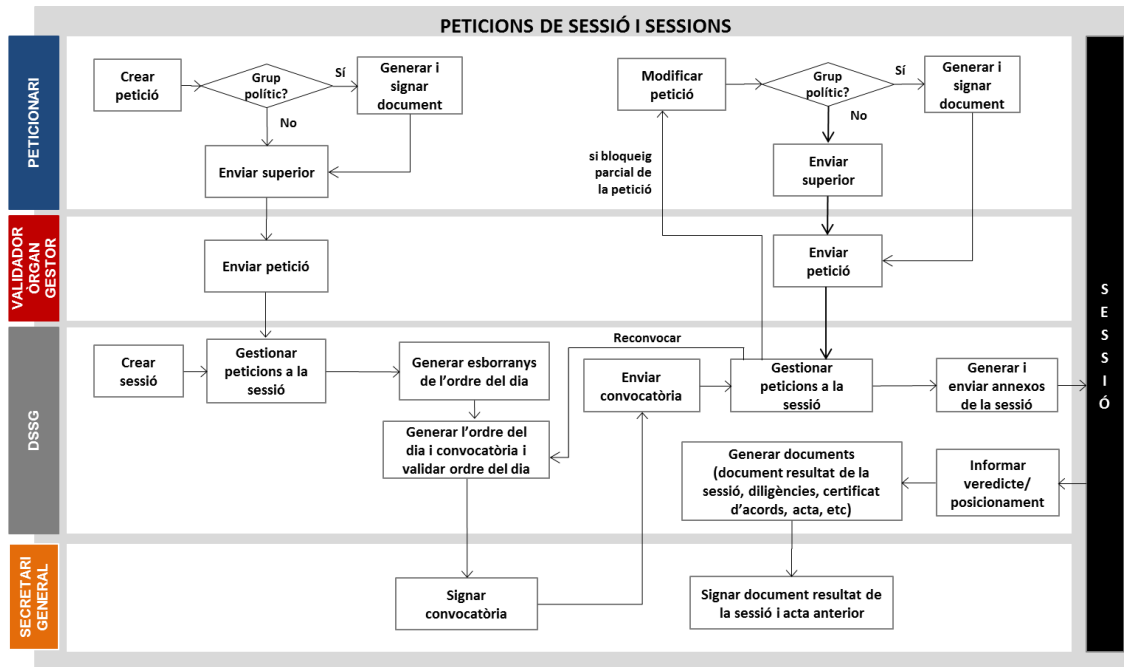 PETICIONS DE SESSIÓ I SESSIONS
PETICIONARI
Crear
petició
Grup
polític?
Sí
Generar i
signar
document
No
Enviar superior
Modificar
petició
Grup
polític?
Sí
Generar i
signar
document
No
Enviar
superior
si bloqueig
parcial de
la petició
VALIDADOR
ÒRGAN
GESTOR
Enviar petició
Enviar
petició
DSSG
Crear
sessió
Gestionar
peticions a la
sessió
Generar esborranys
de l’ordre del dia
Generar l’ordre del
dia i convocatòria i
validar ordre del dia
Reconvocar
Enviar
convocatòria
Gestionar
peticions a la
sessió
Generar i
enviar annexos
de la sessió
Generar documents
(document resultat de la
sessió, diligències, certificat
d’acords, acta, etc)
Informar
veredicte/
posicionament
SECRETARI
GENERAL
Signar
convocatòria
Signar document resultat de
la sessió i acta anterior
S
E
S
S
I
Ó